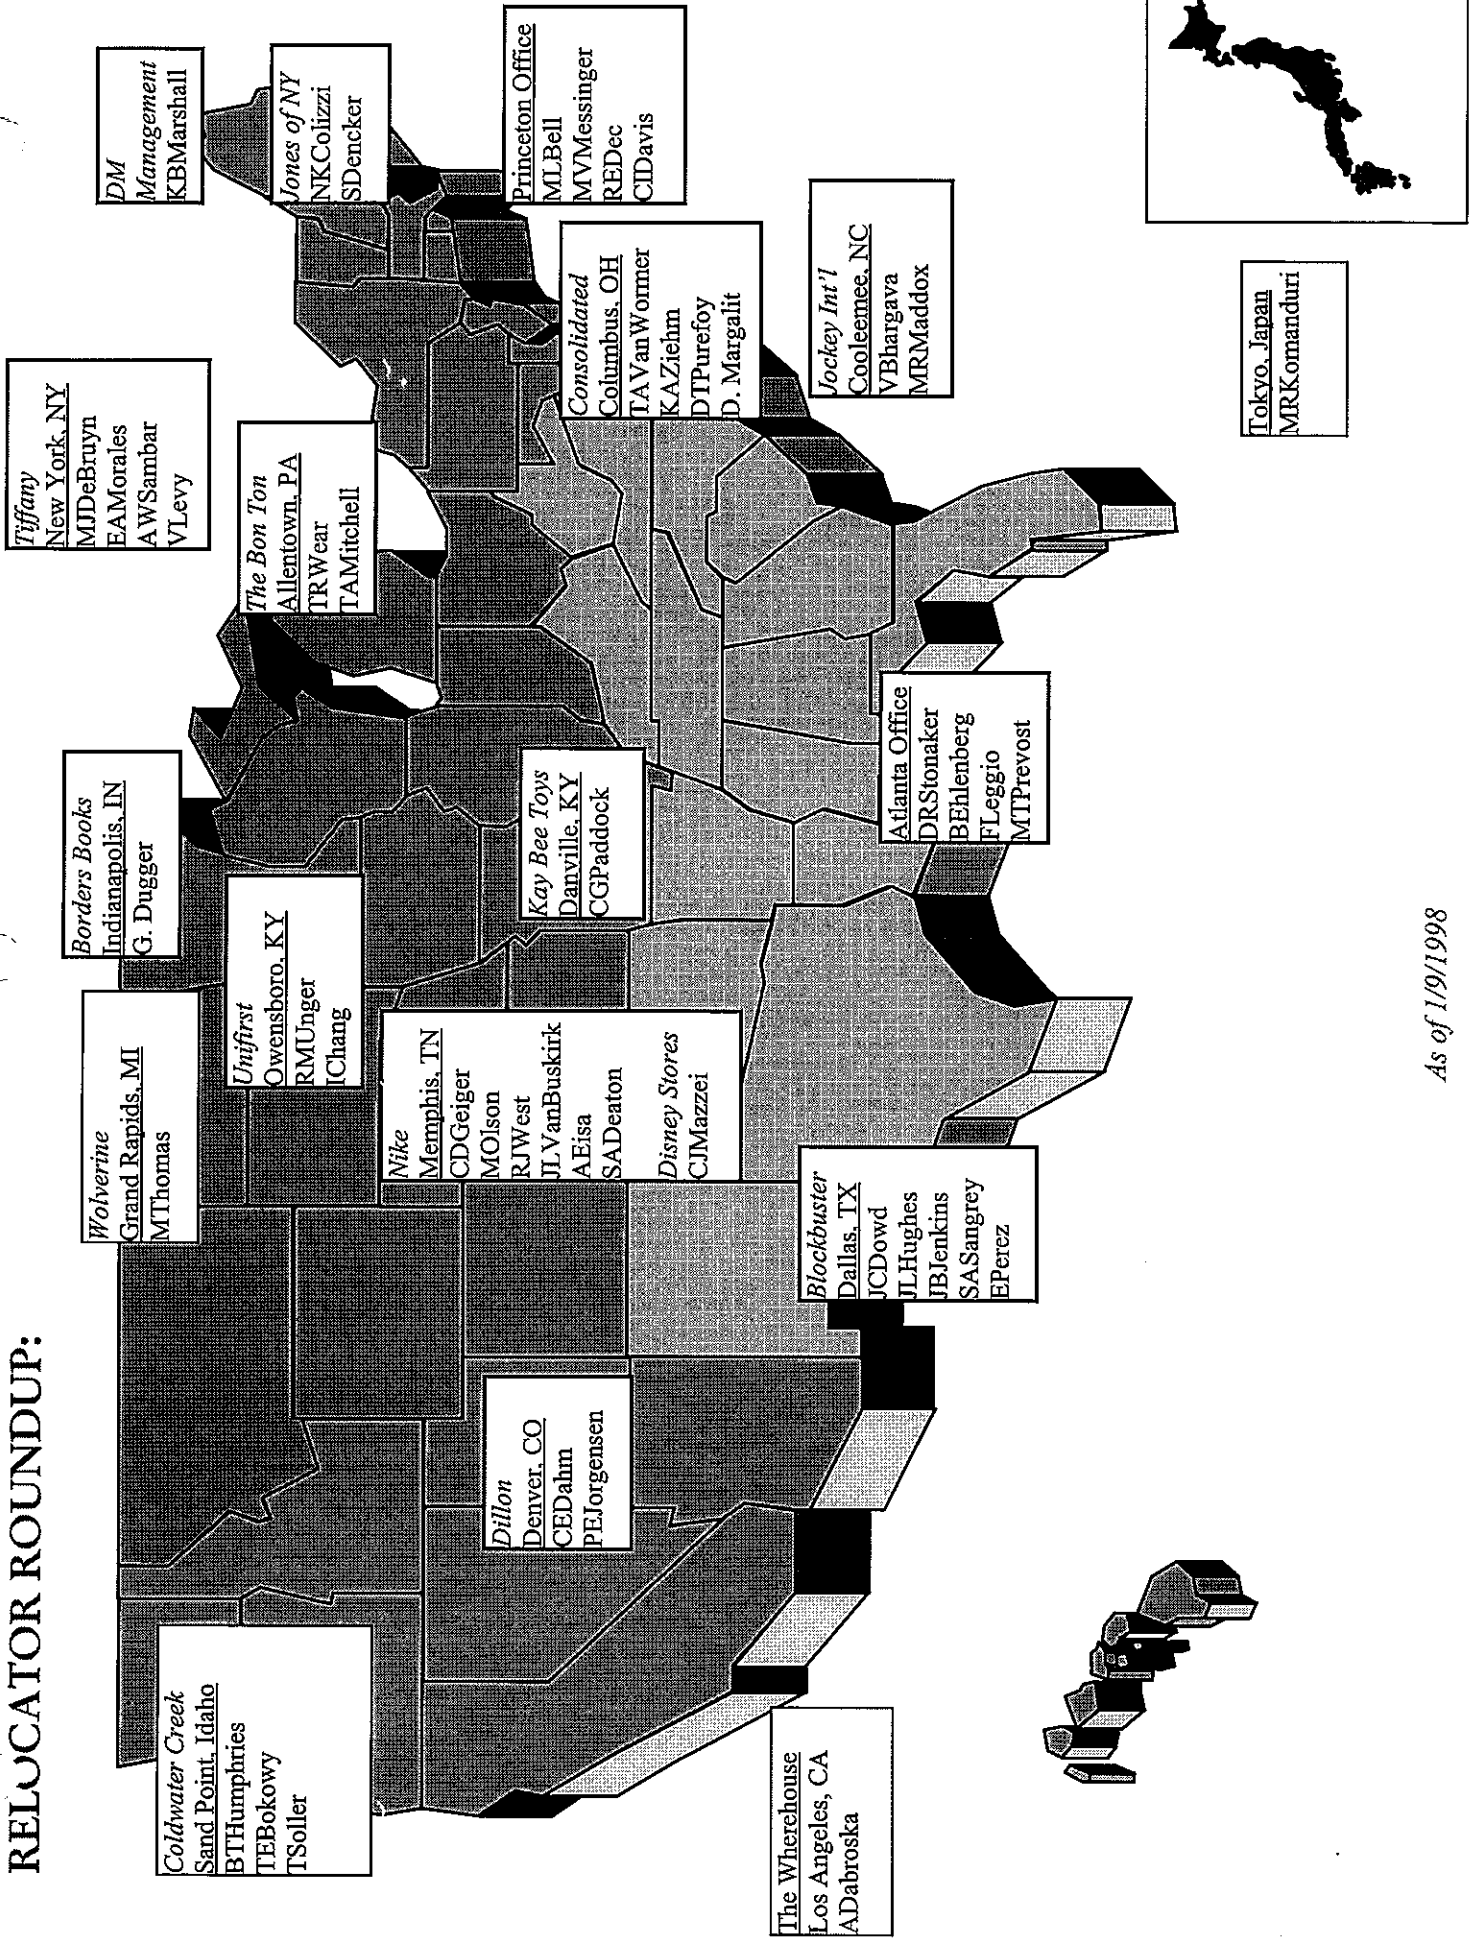 RELOCATOR ROUNDUP:
Coldwater Creek
Sand Point, Idaho
BTHumphries
TEBokowy
TSoller
The Wherehouse
Los Angeles, CA
ADabroska
Dillon
Denver, CO
CEDahm
PEJorgensen
Wolverine
Grand Rapids, MI
MThomas
Borders Books
Indianapolis, IN
G. Dugger
Unifirst
Owensboro, KY
RMUnger
IChang
Nike
Memphis, TN
CDGeiger
MOlson
RJWest
JLVanBuskirk
AEisa
SADeaton
Disney Stores
CJMazzei
Blockbuster
Dallas, TX
JCDowd
JLHughes
JBJenkins
SASangrey
EPerez
Kay Bee Toys
Danville, KY
CGPaddock
Atlanta Office
DRStonaker
BEhlenberg
FLeggio
MTPrevost
Tiffany
New York, NY
MJDeBruyn
EAMorales
AWSambar
VLevy
The Bon Ton
Allentown, PA
TRWear
TAMitchell
DM
Management
KBMarshall
Jones of NY
NKColizzi
SDencker
Princeton Office
MLBell
MVMessinger
REDec
CIDavis
Consolidated
Columbus, OH
TAVanWormer
KAZiehm
DTPurefoy
D. Margalit
Jockey Int'l
Cooleemee, NC
VBhargava
MRMaddox
Tokyo, Japan
MRKomanduri
As of 1/9/1998